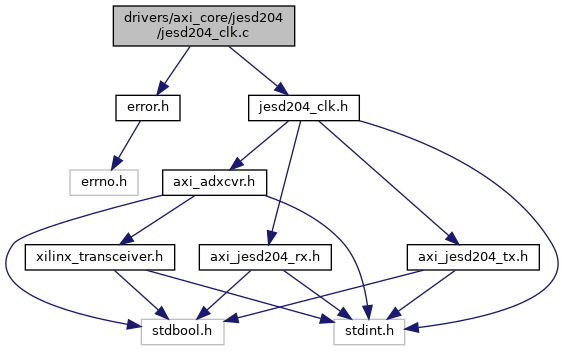 drivers/axi_core/jesd204
/jesd204_clk.c
error.h
jesd204_clk.h
errno.h
axi_adxcvr.h
xilinx_transceiver.h
axi_jesd204_rx.h
axi_jesd204_tx.h
stdbool.h
stdint.h